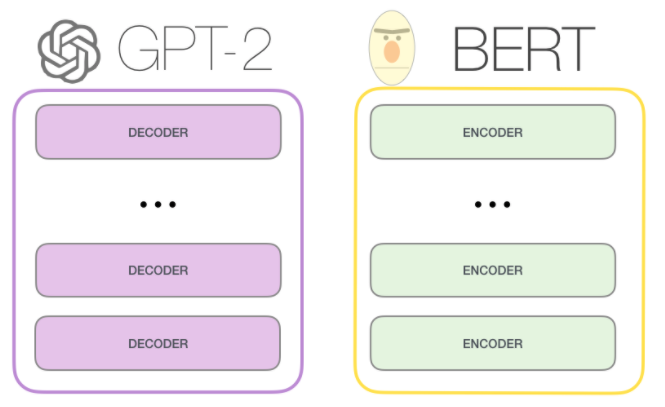 GPT-2
DECODER
...
DECODER
DECODER
BERT
ENCODER
...
ENCODER
ENCODER